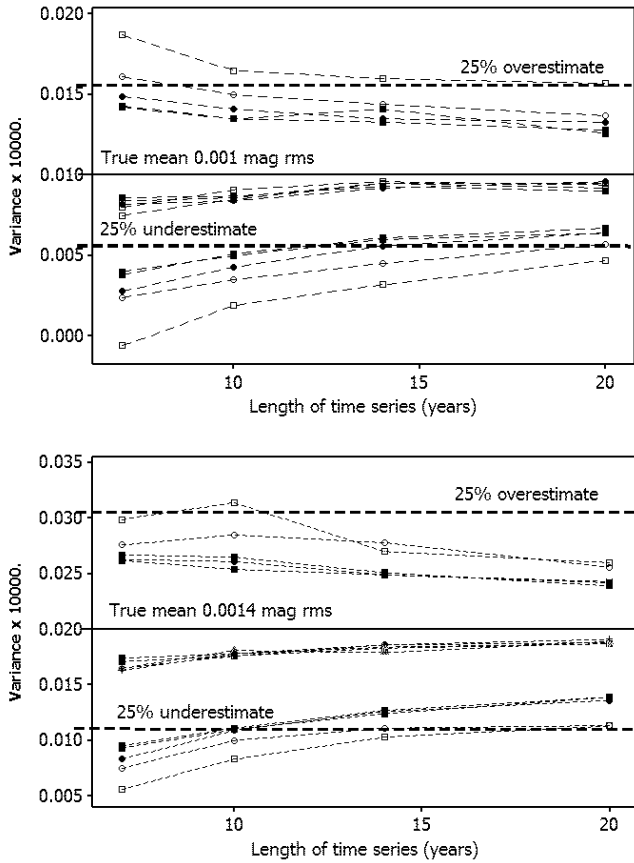 0.020
25% overestimate
0.015
True mean 0.001 mag rms
0.010
25% underestimate
0.005
0.000
Variance x 10000.
10 15 20
Length of time series (years)
0.035
25% overestimate
0.030
0.025
True mean 0.0014 mag rms
0.020
0.015
25% underestimate
0.010
0.005
Variance x 10000.
10 15 20
Length of time series (years)